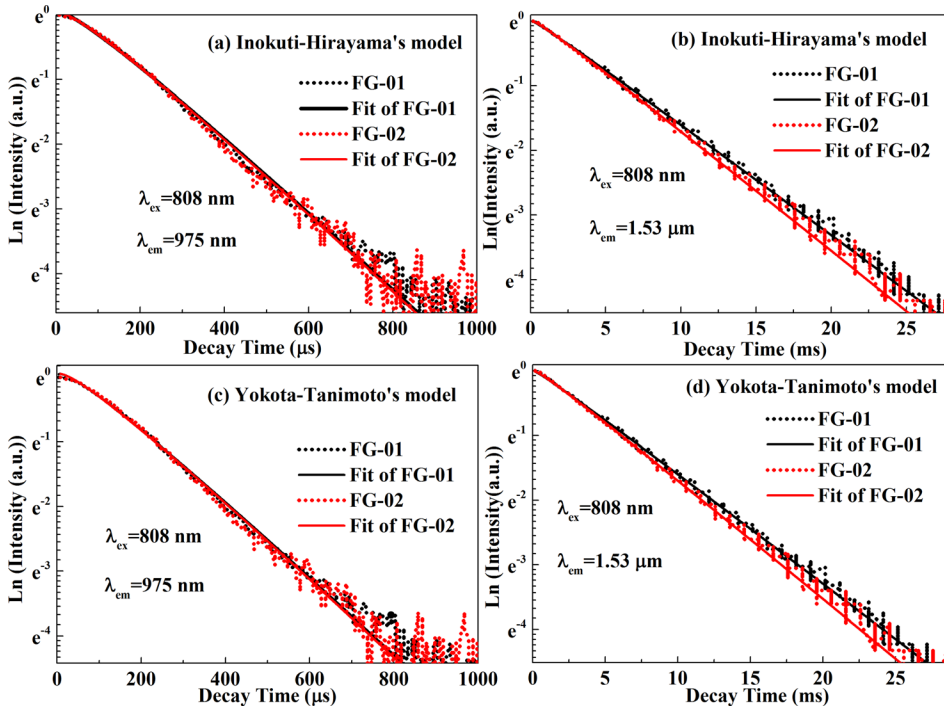 (a) Inokuti-Hirayama's model
FG-01
Fit of FG-01
FG-02
Fit of FG-02
λex=808 nm
λem=975 nm
e^0
e^-1
e^-2
e^-3
e^-4
Ln (Intensity (a.u.))
0 200 400 600 800 1000
Decay Time (μs)
(b) Inokuti-Hirayama's model
FG-01
Fit of FG-01
FG-02
Fit of FG-02
λex=808 nm
λem=1.53 μm
e^0
e^-1
e^-2
e^-3
e^-4
Ln(Intensity (a.u.))
0 5 10 15 20 25
Decay Time (ms)
(c) Yokota-Tanimoto's model
FG-01
Fit of FG-01
FG-02
Fit of FG-02
λex=808 nm
λem=975 nm
e^0
e^-1
e^-2
e^-3
e^-4
Ln (Intensity (a.u.))
0 200 400 600 800 1000
Decay Time (μs)
(d) Yokota-Tanimoto's model
FG-01
Fit of FG-01
FG-02
Fit of FG-02
λex=808 nm
λem=1.53 μm
e^0
e^-1
e^-2
e^-3
e^-4
Ln (Intensity(a.u.))
0 5 10 15 20 25
Decay Time (ms)